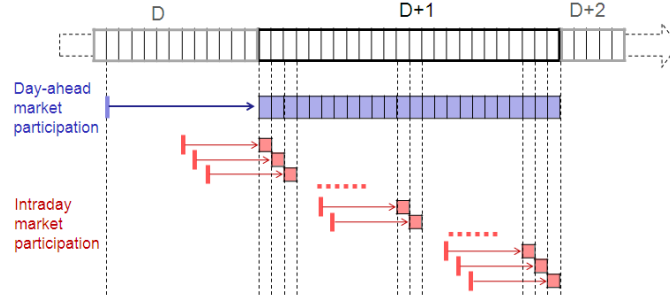 D
D+1
D+2
Day-ahead
market
participation
Intraday
market
participation